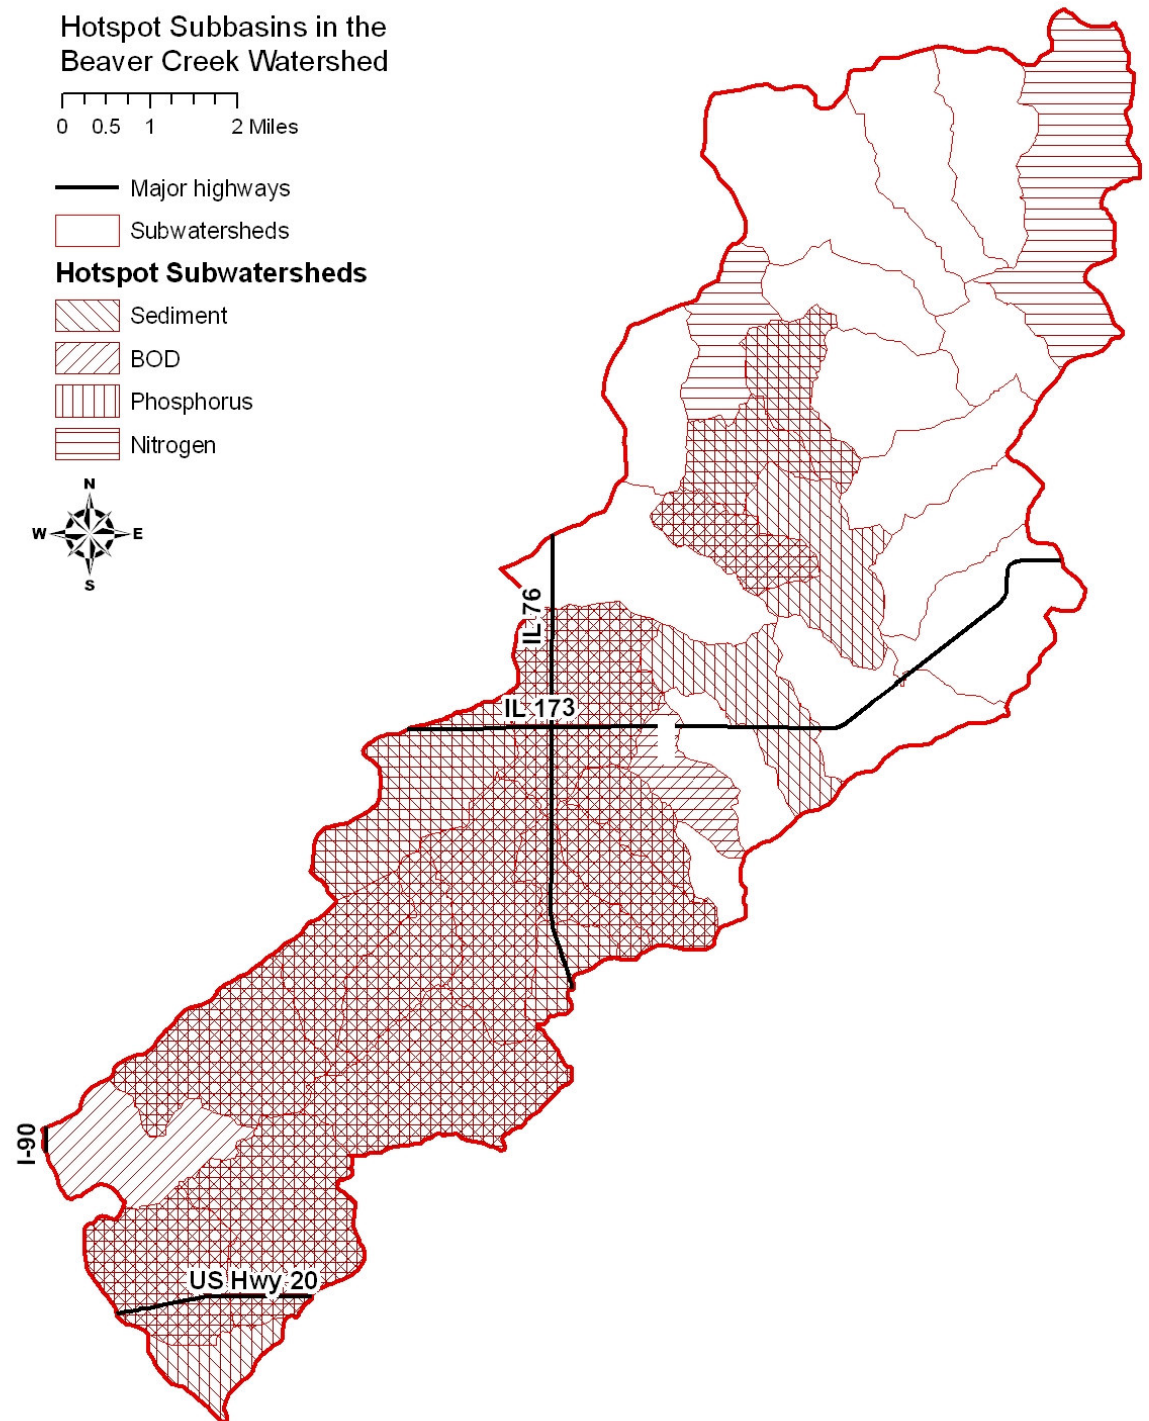 Hotspot Subbasins in the
Beaver Creek Watershed
0 0.5 1 2 Miles
Major highways
Subwatersheds
Hotspot Subwatersheds
Sediment
BOD
Phosphorus
Nitrogen
N
W E
S
IL 76
IL 173
I-90
US Hwy 20